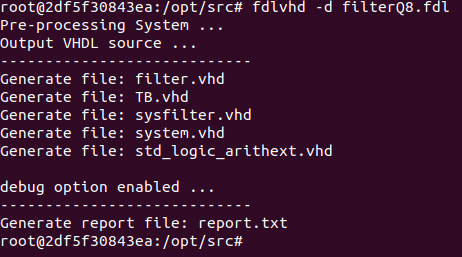 root@2df5f30843ea:/opt/src# fdlvhd -d filterQ8.fdl
Pre-processing System ...
Output VHDL source ...
----------------------------
Generate file: filter.vhd
Generate file: TB.vhd
Generate file: sysfilter.vhd
Generate file: system.vhd
Generate file: std_logic_arithext.vhd
debug option enabled ...
----------------------------
Generate report file: report.txt
root@2df5f30843ea:/opt/src#